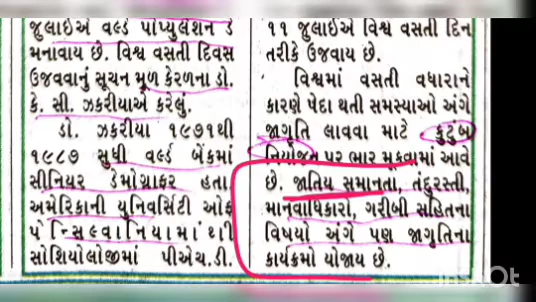 જુલાઈએ વર્લ્ડ પોપ્યુલેશન ડે
મનાવાય છે. વિશ્વ વસતી દિવસ
ઉજવવાનું સૂચન મૂળ કેરળના ડો.
કે. સી. ઝકરીયાએ કરેલું.
ડો. ઝકરીયા ૧૯૭૧થી
૧૯૮૭ સુધી વર્લ્ડ બેંકમાં
સીનિયર ડેમોગ્રાફર હતા
અમેરિકાની યુનિવર્સિટી ઓફ
પેન્સિલ્વાનિયામાંથી
સોશિયોલોજીમાં પીએચ.ડી.
૧૧ જુલાઈએ વિશ્વ વસતી દિન
તરીકે ઉજવાય છે.
વિશ્વમાં વસતી વધારાને
કારણે પેદા થતી સમસ્યાઓ અંગે
જાગૃતિ લાવવા માટે કુટુંબ
નિયોજન પર ભાર મૂકવામાં આવે
છે. જાતિય સમાનતા, તંદુરસ્તી,
માનવાધિકારો, ગરીબી સહિતના
વિષયો અંગે પણ જાગૃતિના
કાર્યક્રમો યોજાય છે.